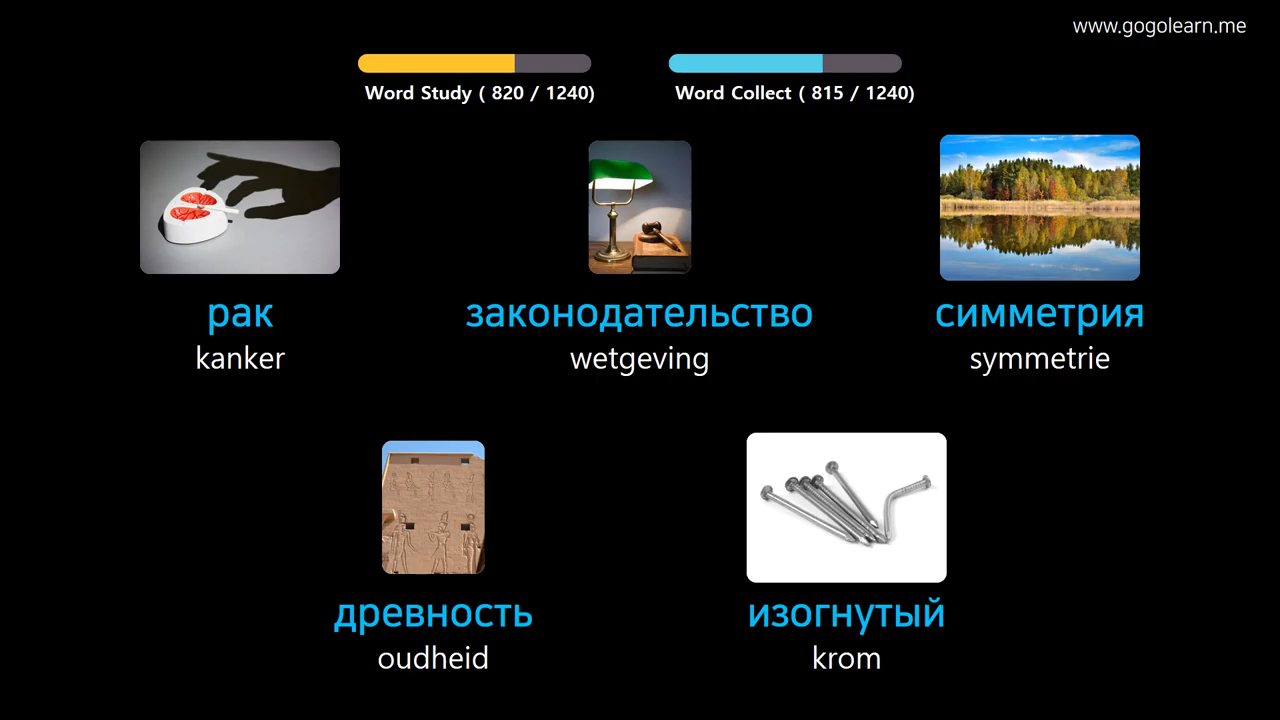 www.gogolearn.me
Word Study ( 820 / 1240)
Word Collect ( 815 / 1240)
рак
kanker
законодательство
wetgeving
симметрия
symmetrie
древность
oudheid
изогнутый
krom